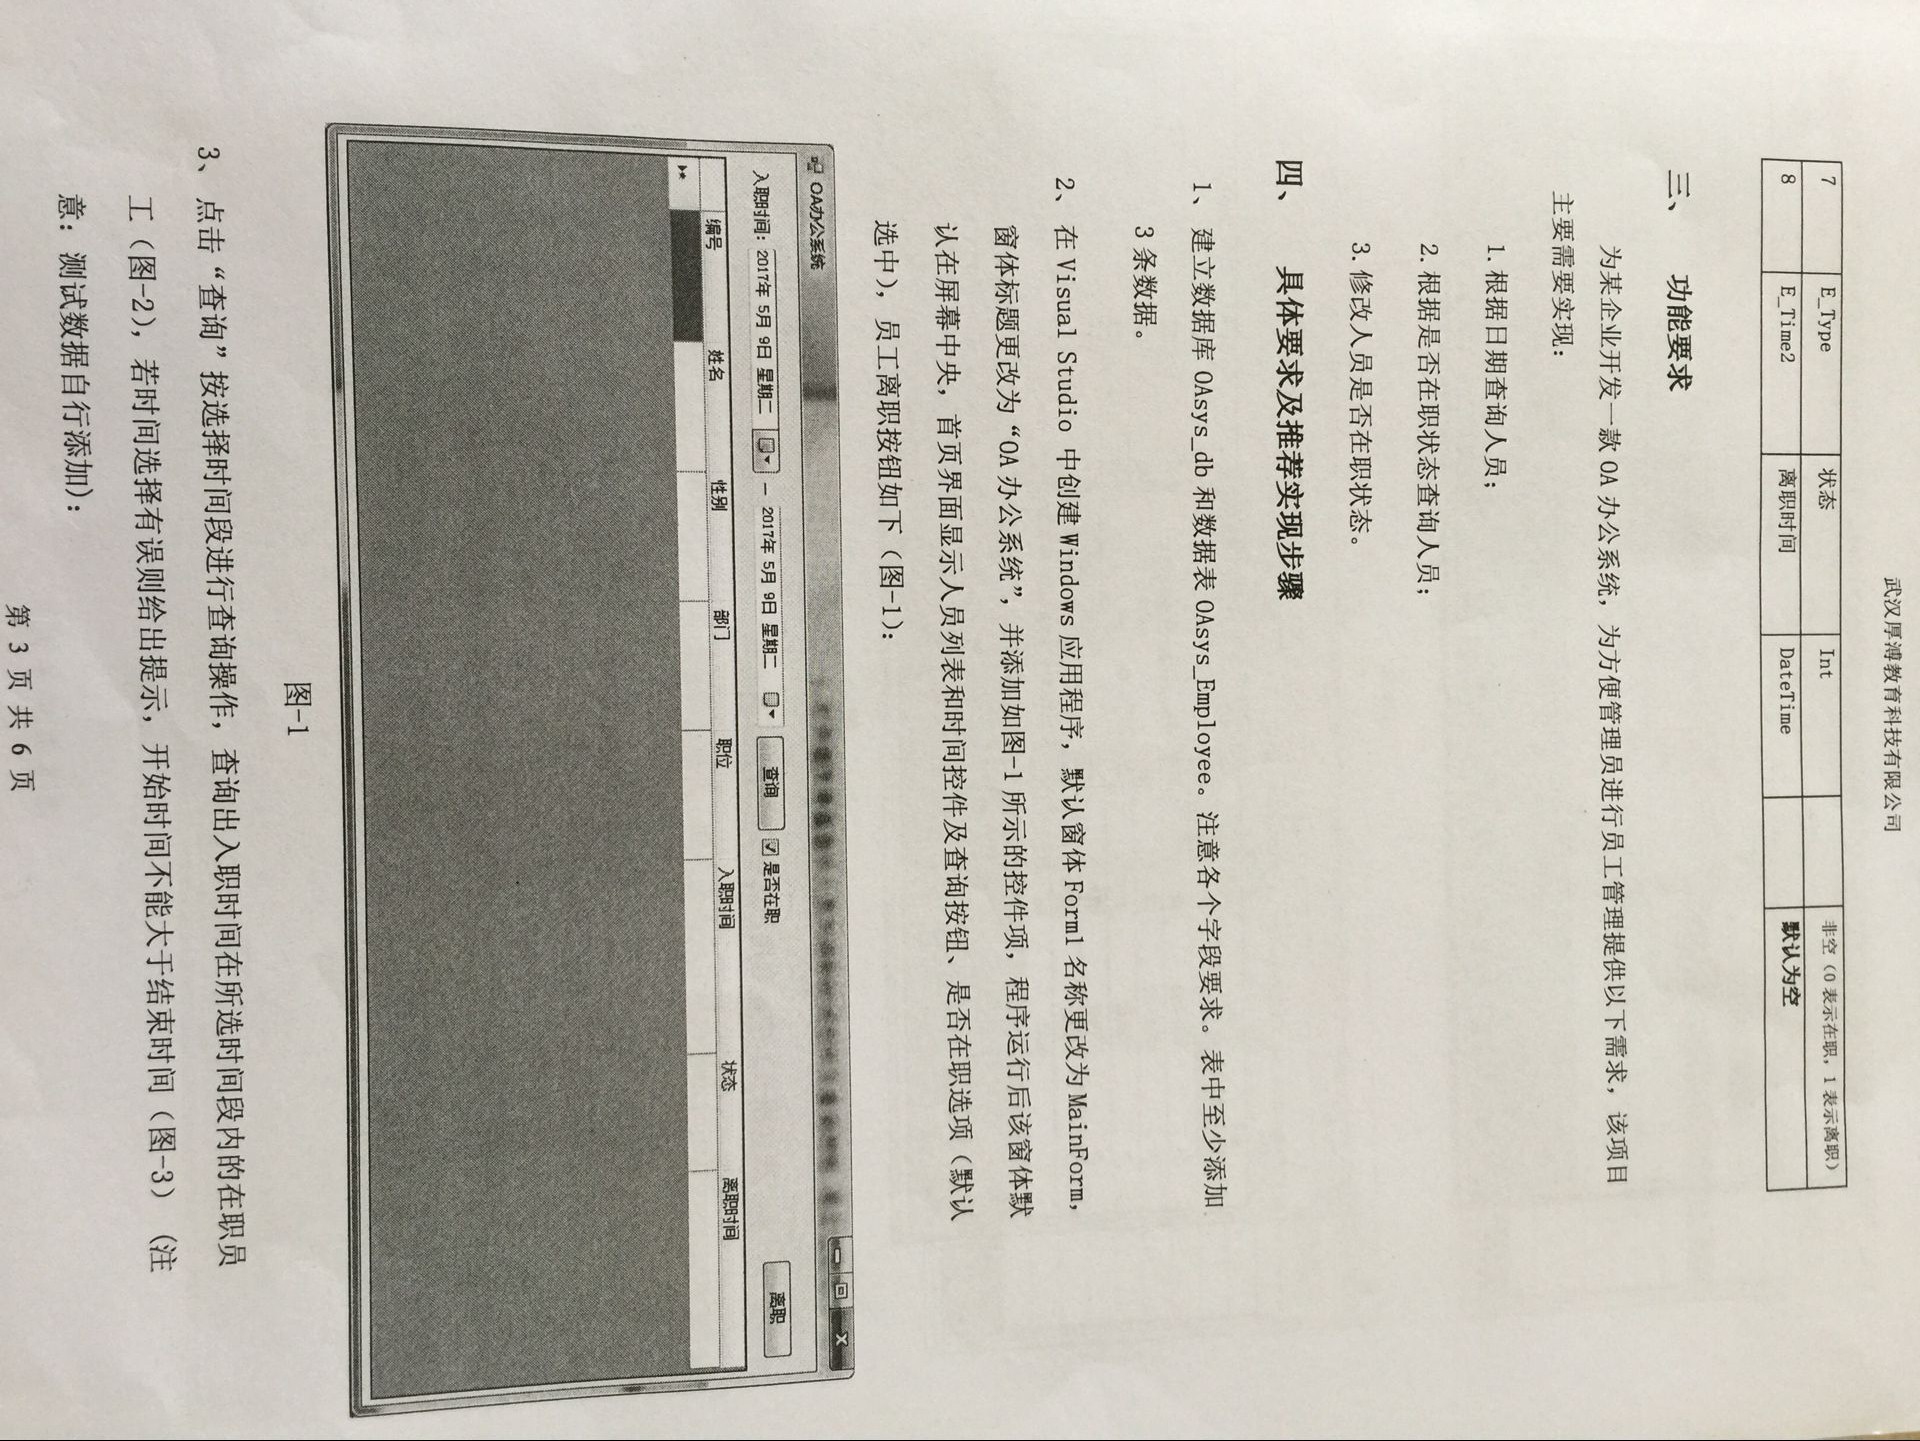 武汉厚溥教育科技有限公司
7 E_Type 状态 Int 非空（0 表示在职，1 表示离职）
8 E_Time2 离职时间 DateTime 默认为空
三、 功能要求
为某企业开发一款 OA 办公系统，为方便管理员进行员工管理提供以下需求，该项目
主要需要实现：
1. 根据日期查询人员；
2. 根据是否在职状态查询人员；
3. 修改人员是否在职状态。
四、 具体要求及推荐实现步骤
1、 建立数据库 OAsys_db 和数据表 OAsys_Employee。注意各个字段要求。表中至少添加
3 条数据。
2、 在 Visual Studio 中创建 Windows 应用程序，默认窗体 Form1 名称更改为 MainForm，
窗体标题更改为“OA 办公系统”，并添加如图-1 所示的控件项，程序运行后该窗体默
认在屏幕中央，首页界面显示人员列表和时间控件及查询按钮、是否在职选项（默认
选中），员工离职按钮如下（图-1）：
OA办公系统
入职时间： 2017年 5月 9日 星期二 — 2017年 5月 9日 星期二 查询 是否在职 离职
编号 姓名 性别 部门 职位 入职时间 状态 离职时间
图-1
3、 点击“查询”按选择时间段进行查询操作，查询出入职时间在所选时间段内的在职员
工（图-2），若时间选择有误则给出提示，开始时间不能大于结束时间（图-3）（注
意：测试数据自行添加）：
第 3 页 共 6 页